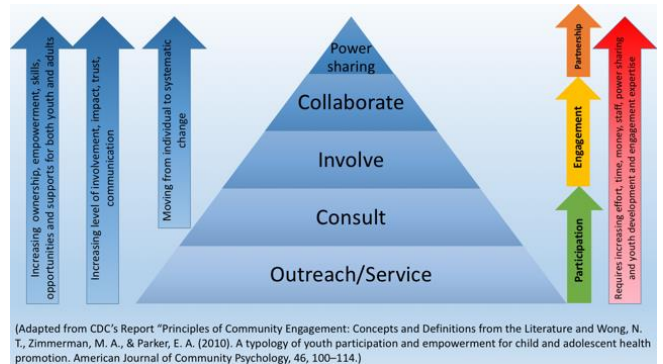 Increasing ownership, empowerment, skills,
opportunities and supports for both youth and adults
Increasing level of involvement, impact, trust,
communication
Moving from individual to systematic
change
Power
sharing
Collaborate
Involve
Consult
Outreach/Service
Partnership
Engagement
Participation
Requires increasing effort, time, money, staff, power sharing
and youth development and engagement expertise
(Adapted from CDC's Report "Principles of Community Engagement: Concepts and Definitions from the Literature and Wong, N.
T., Zimmerman, M. A., & Parker, E. A. (2010). A typology of youth participation and empowerment for child and adolescent health
promotion. American Journal of Community Psychology, 46, 100–114.)